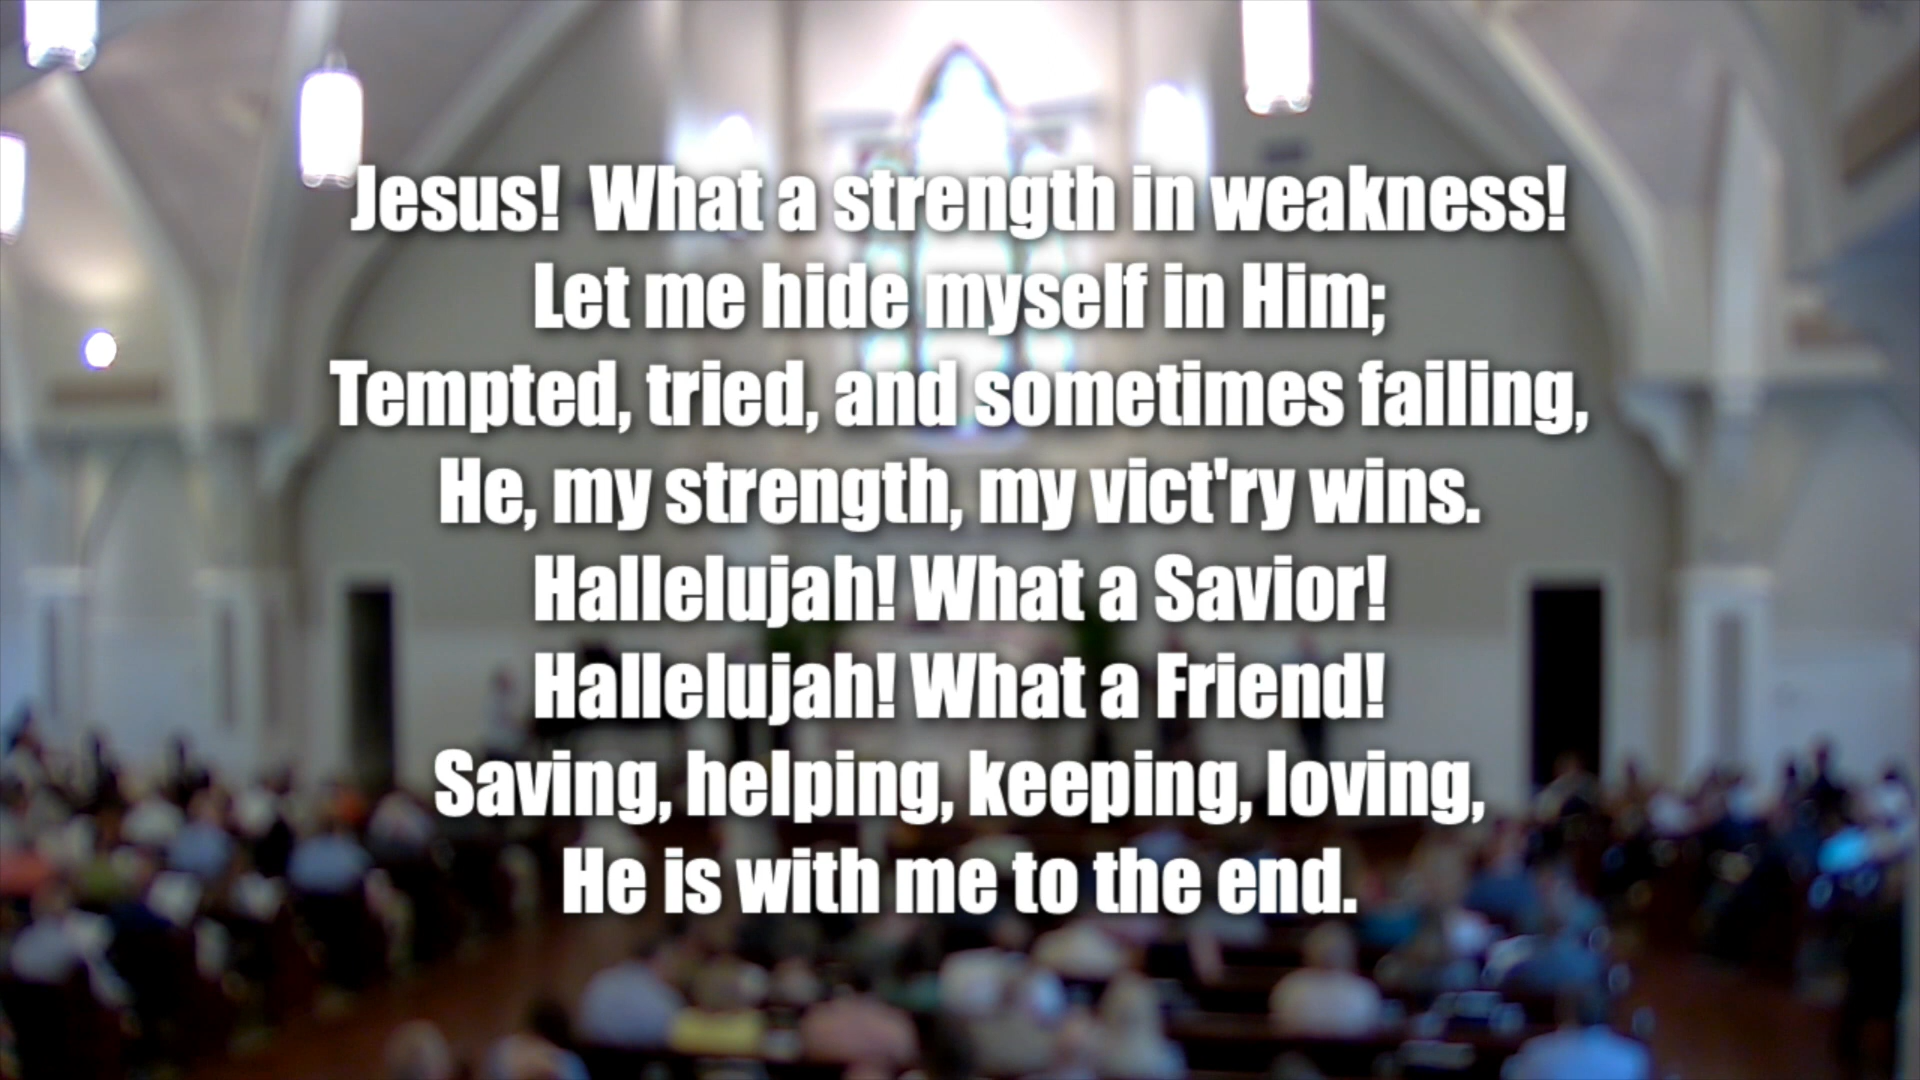 Jesus!  What a strength in weakness!
Let me hide myself in Him;
Tempted, tried, and sometimes failing,
He, my strength, my vict'ry wins.
Hallelujah! What a Savior!
Hallelujah! What a Friend!
Saving, helping, keeping, loving,
He is with me to the end.